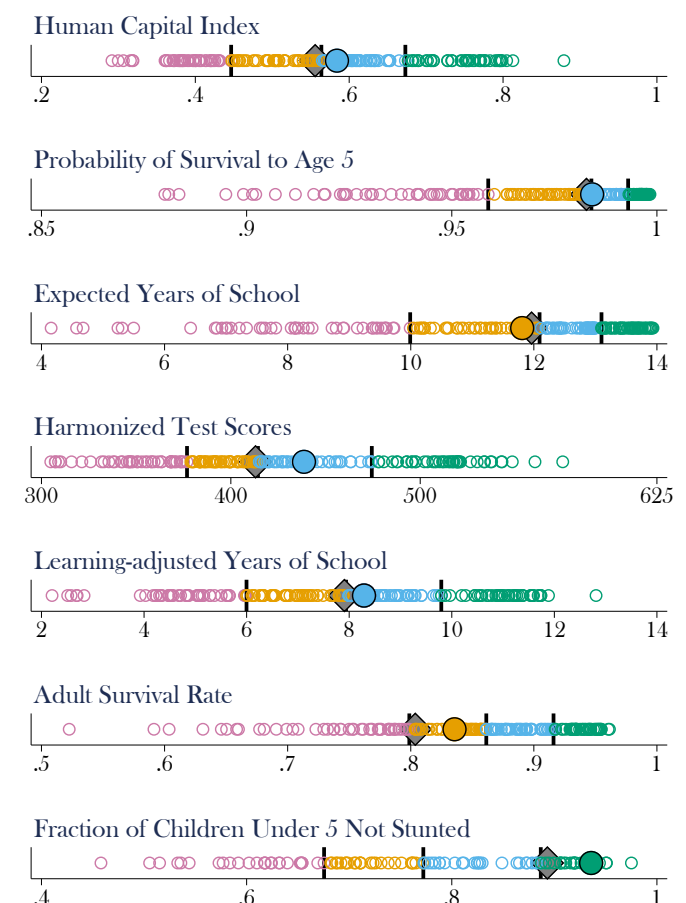 Human Capital Index
.2 .4 .6 .8 1
Probability of Survival to Age 5
.85 .9 .95 1
Expected Years of School
4 6 8 10 12 14
Harmonized Test Scores
300 400 500 625
Learning-adjusted Years of School
2 4 6 8 10 12 14
Adult Survival Rate
.5 .6 .7 .8 .9 1
Fraction of Children Under 5 Not Stunted
.4 .6 .8 1